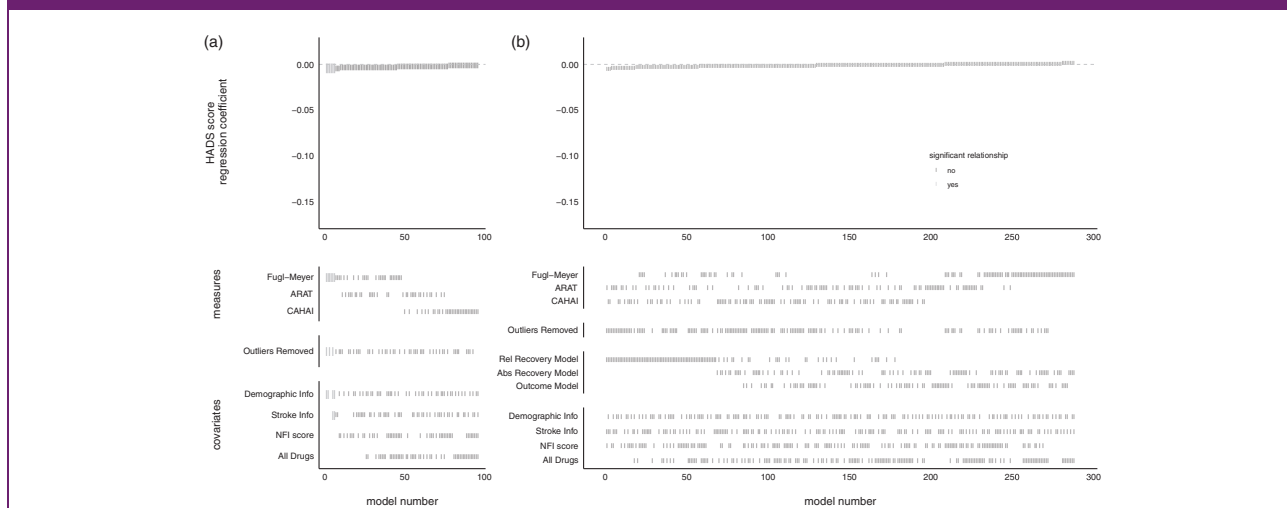 (a)
(b)
HADS score
regression coefficient
0.00
−0.05
−0.10
−0.15
0 50 100
0.00
−0.05
−0.10
−0.15
significant relationship
no
yes
0 50 100 150 200 250 300
measures
Fugl−Meyer
ARAT
CAHAI
Outliers Removed
covariates
Demographic Info
Stroke Info
NFI score
All Drugs
0 50 100
model number
Fugl−Meyer
ARAT
CAHAI
Outliers Removed
Rel Recovery Model
Abs Recovery Model
Outcome Model
Demographic Info
Stroke Info
NFI score
All Drugs
0 50 100 150 200 250 300
model number